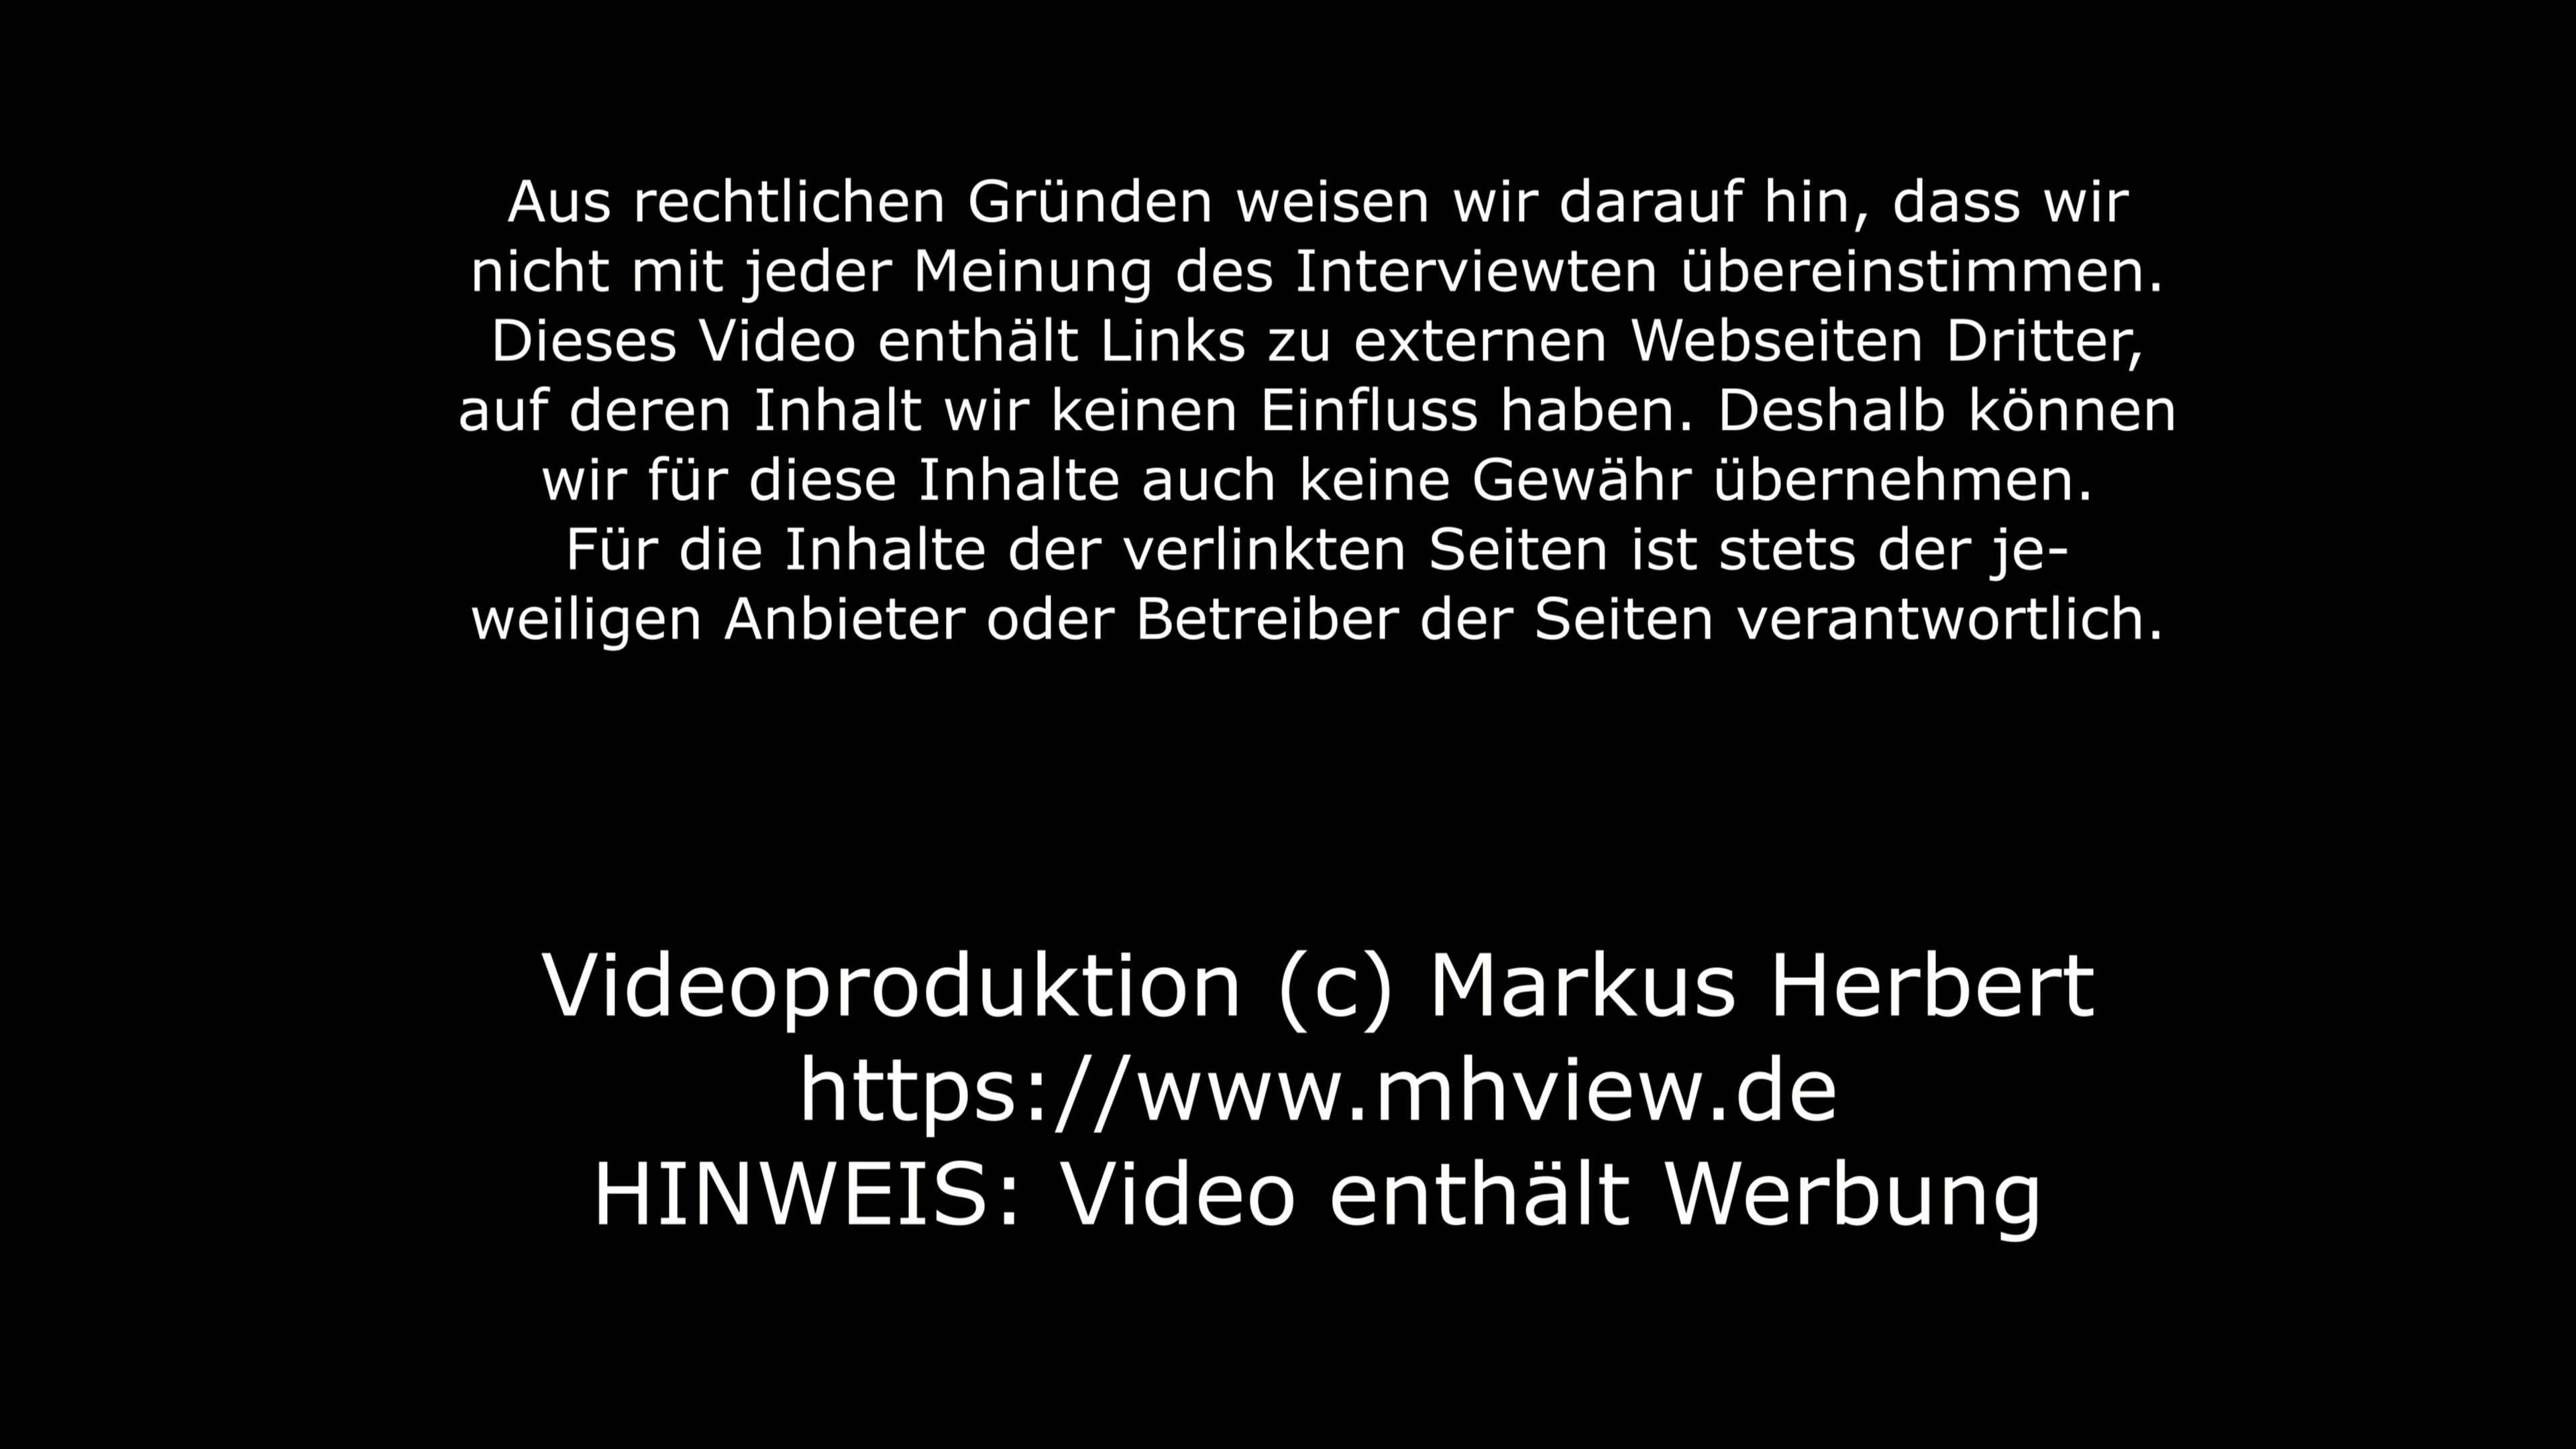 Aus rechtlichen Gründen weisen wir darauf hin, dass wir
nicht mit jeder Meinung des Interviewten übereinstimmen.
Dieses Video enthält Links zu externen Webseiten Dritter,
auf deren Inhalt wir keinen Einfluss haben. Deshalb können
wir für diese Inhalte auch keine Gewähr übernehmen.
Für die Inhalte der verlinkten Seiten ist stets der je-
weiligen Anbieter oder Betreiber der Seiten verantwortlich.
Videoproduktion (c) Markus Herbert
https://www.mhview.de
HINWEIS: Video enthält Werbung